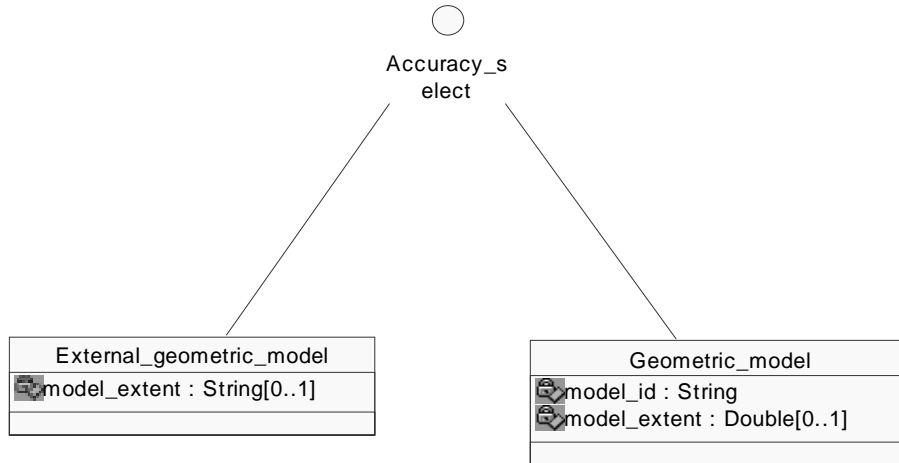 Accuracy_s
elect
External_geometric_model
model_extent : String[0..1]
Geometric_model
model_id : String
model_extent : Double[0..1]